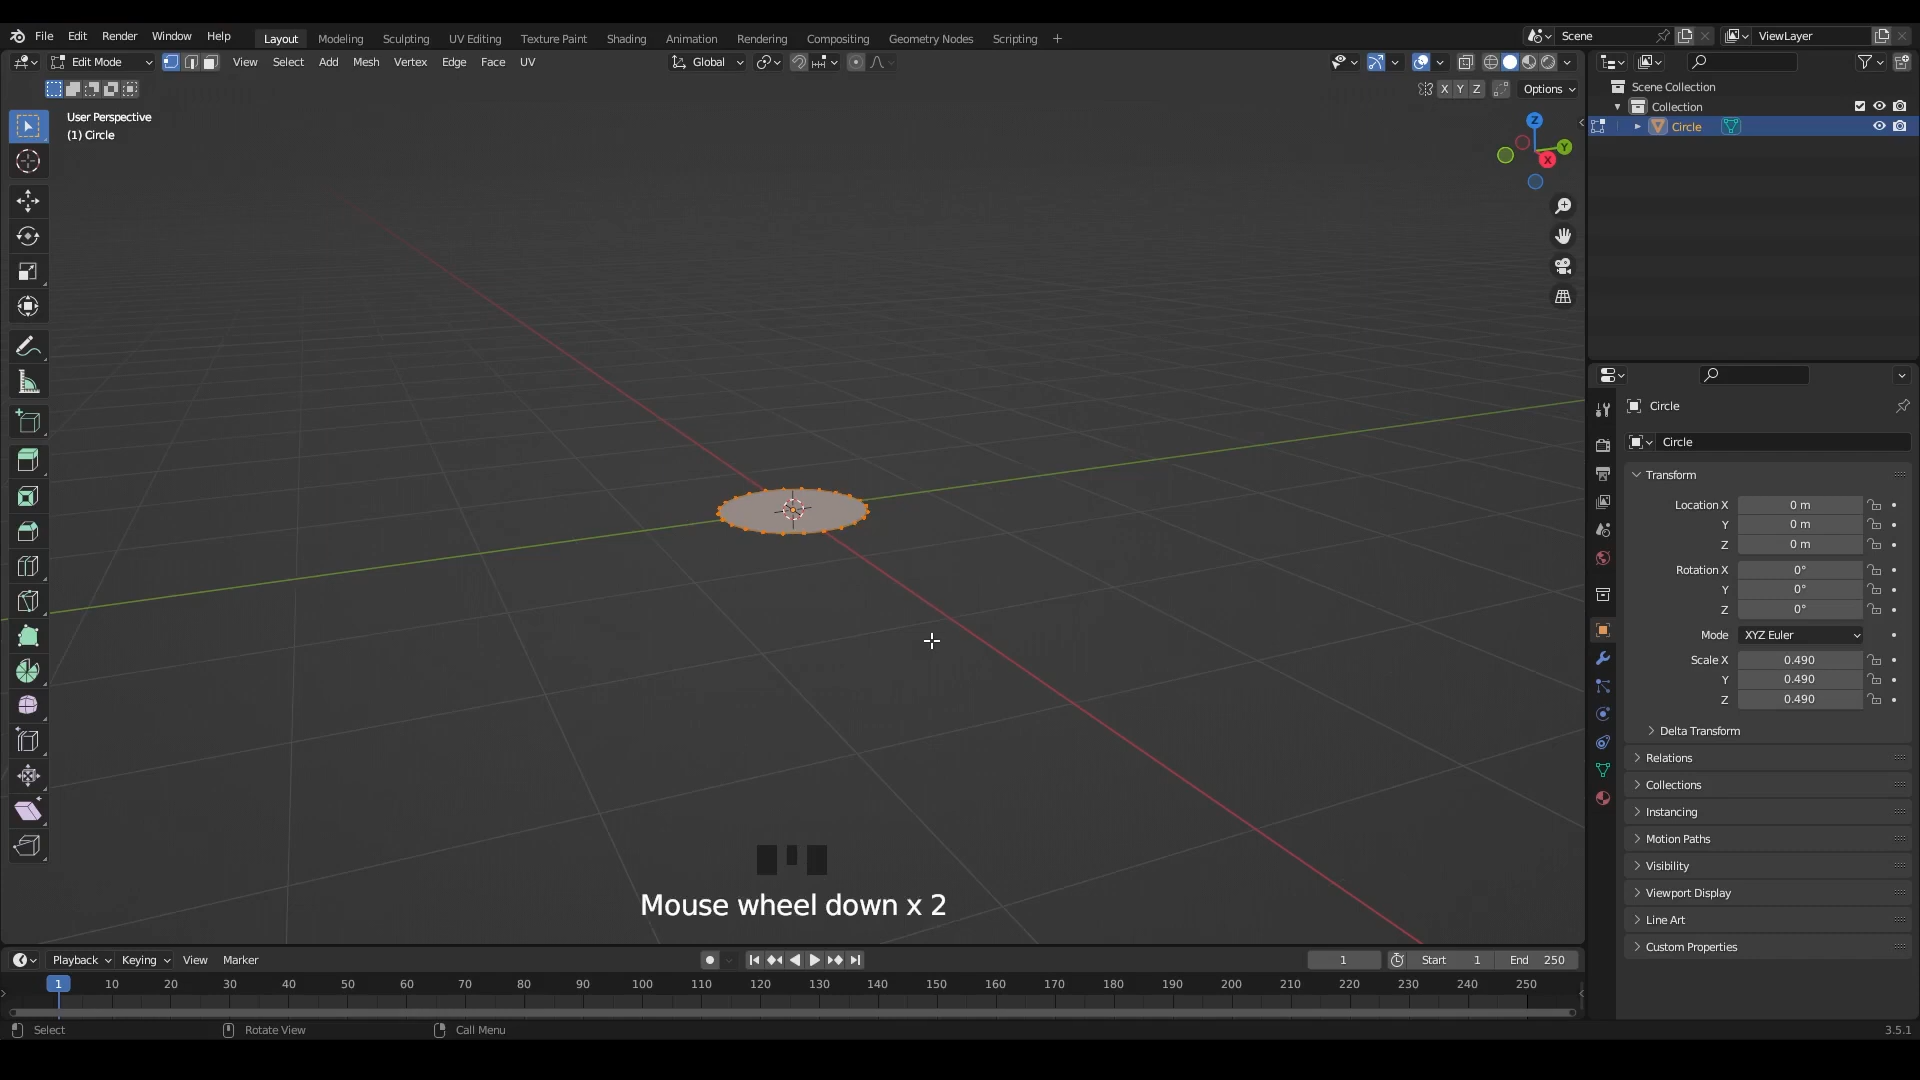 File Edit Render Window Help Layout Modeling Sculpting UV Editing Texture Paint Shading Animation Rendering Compositing Geometry Nodes Scripting + Scene ViewLayer
Edit Mode View Select Add Mesh Vertex Edge Face UV Global
X Y Z Options
User Perspective
(1) Circle
Z
Y
X
Scene Collection
Collection
Circle
Circle
Circle
Transform
Location X 0 m
Y 0 m
Z 0 m
Rotation X 0°
Y 0°
Z 0°
Mode XYZ Euler
Scale X 0.490
Y 0.490
Z 0.490
Delta Transform
Relations
Collections
Instancing
Motion Paths
Visibility
Viewport Display
Line Art
Custom Properties
Mouse wheel down x 2
Playback Keying View Marker 1 Start 1 End 250
1 10 20 30 40 50 60 70 80 90 100 110 120 130 140 150 160 170 180 190 200 210 220 230 240 250
Select Rotate View Call Menu 3.5.1